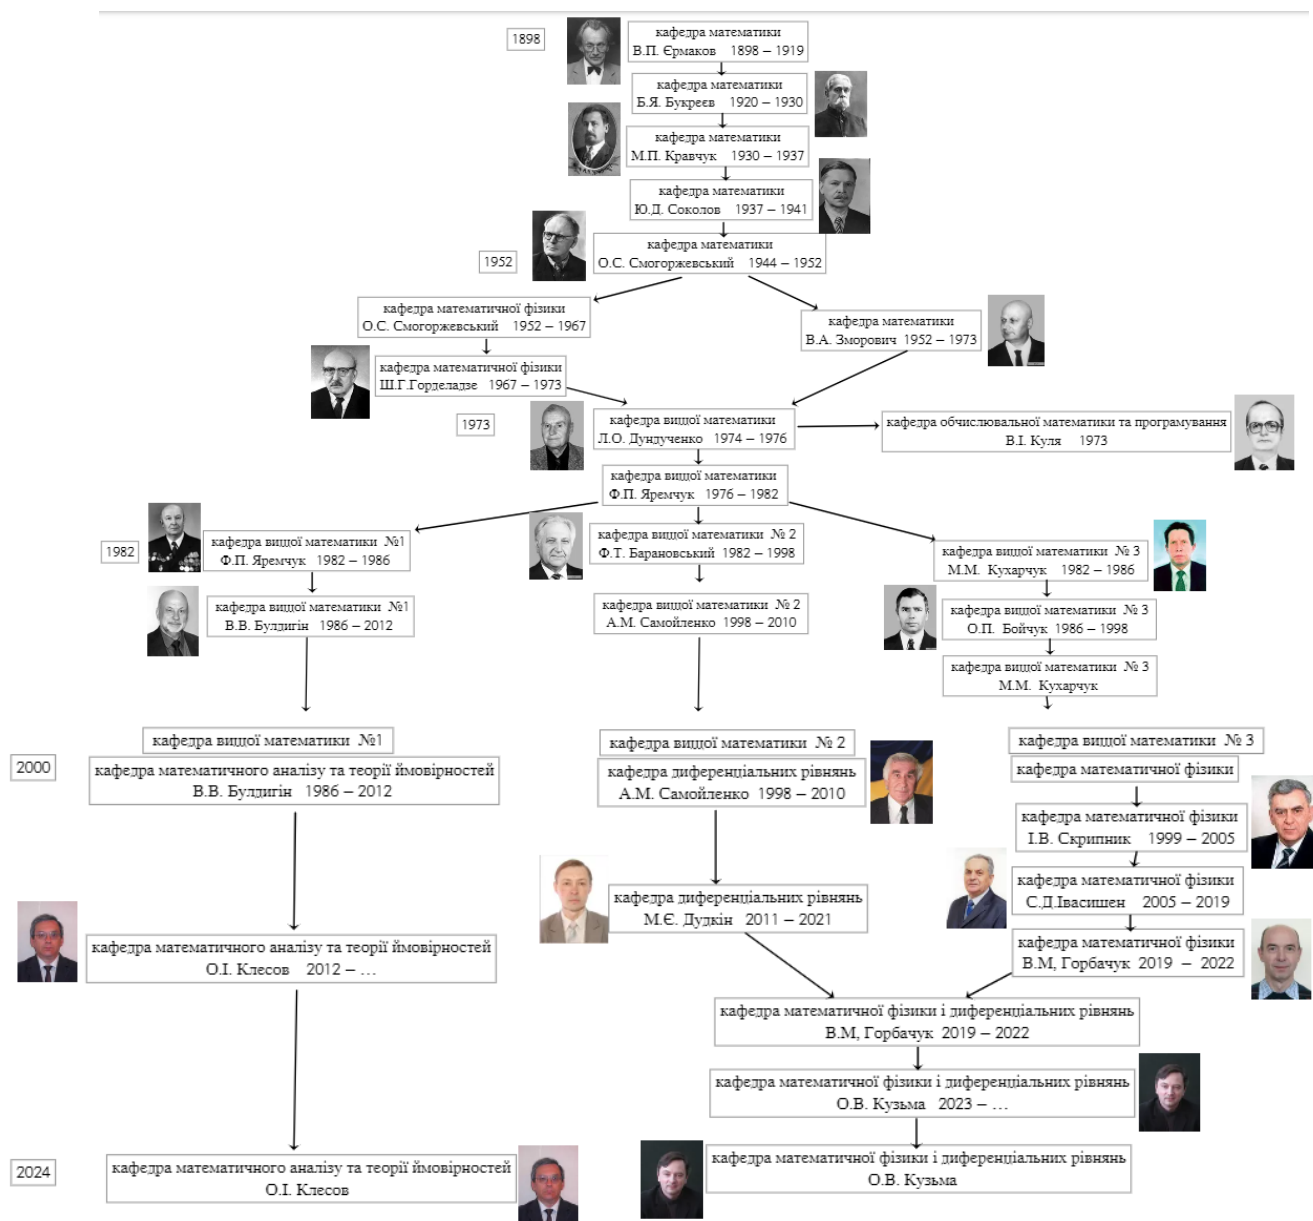 1898
кафедра математики
В.П. Єрмаков 1898 – 1919
кафедра математики
Б.Я. Букреєв 1920 – 1930
кафедра математики
М.П. Кравчук 1930 – 1937
кафедра математики
Ю.Д. Соколов 1937 – 1941
1952
кафедра математики
О.С. Смогоржевський 1944 – 1952
кафедра математичної фізики
О.С. Смогоржевський 1952 – 1967
кафедра математики
В.А. Зморович 1952 – 1973
кафедра математичної фізики
Ш.Г.Горделадзе 1967 – 1973
1973
кафедра вищої математики
Л.О. Дундученко 1974 – 1976
кафедра обчислювальної математики та програмування
В.І. Куля 1973
кафедра вищої математики
Ф.П. Яремчук 1976 – 1982
1982
кафедра вищої математики №1
Ф.П. Яремчук 1982 – 1986
кафедра вищої математики № 2
Ф.Т. Барановський 1982 – 1998
кафедра вищої математики № 3
М.М. Кухарчук 1982 – 1986
кафедра вищої математики №1
В.В. Булдигін 1986 – 2012
кафедра вищої математики № 2
А.М. Самойленко 1998 – 2010
кафедра вищої математики № 3
О.П. Бойчук 1986 – 1998
кафедра вищої математики № 3
М.М. Кухарчук
2000
кафедра вищої математики №1
кафедра математичного аналізу та теорії ймовірностей
В.В. Булдигін 1986 – 2012
кафедра вищої математики № 2
кафедра диференціальних рівнянь
А.М. Самойленко 1998 – 2010
кафедра вищої математики № 3
кафедра математичної фізики
кафедра математичної фізики
І.В. Скрипник 1999 – 2005
кафедра диференціальних рівнянь
М.Є. Дудкін 2011 – 2021
кафедра математичної фізики
С.Д.Івасишен 2005 – 2019
кафедра математичного аналізу та теорії ймовірностей
О.І. Клесов 2012 – ...
кафедра математичної фізики
В.М, Горбачук 2019 – 2022
кафедра математичної фізики і диференціальних рівнянь
В.М, Горбачук 2019 – 2022
кафедра математичної фізики і диференціальних рівнянь
О.В. Кузьма 2023 – ...
2024
кафедра математичного аналізу та теорії ймовірностей
О.І. Клесов
кафедра математичної фізики і диференціальних рівнянь
О.В. Кузьма